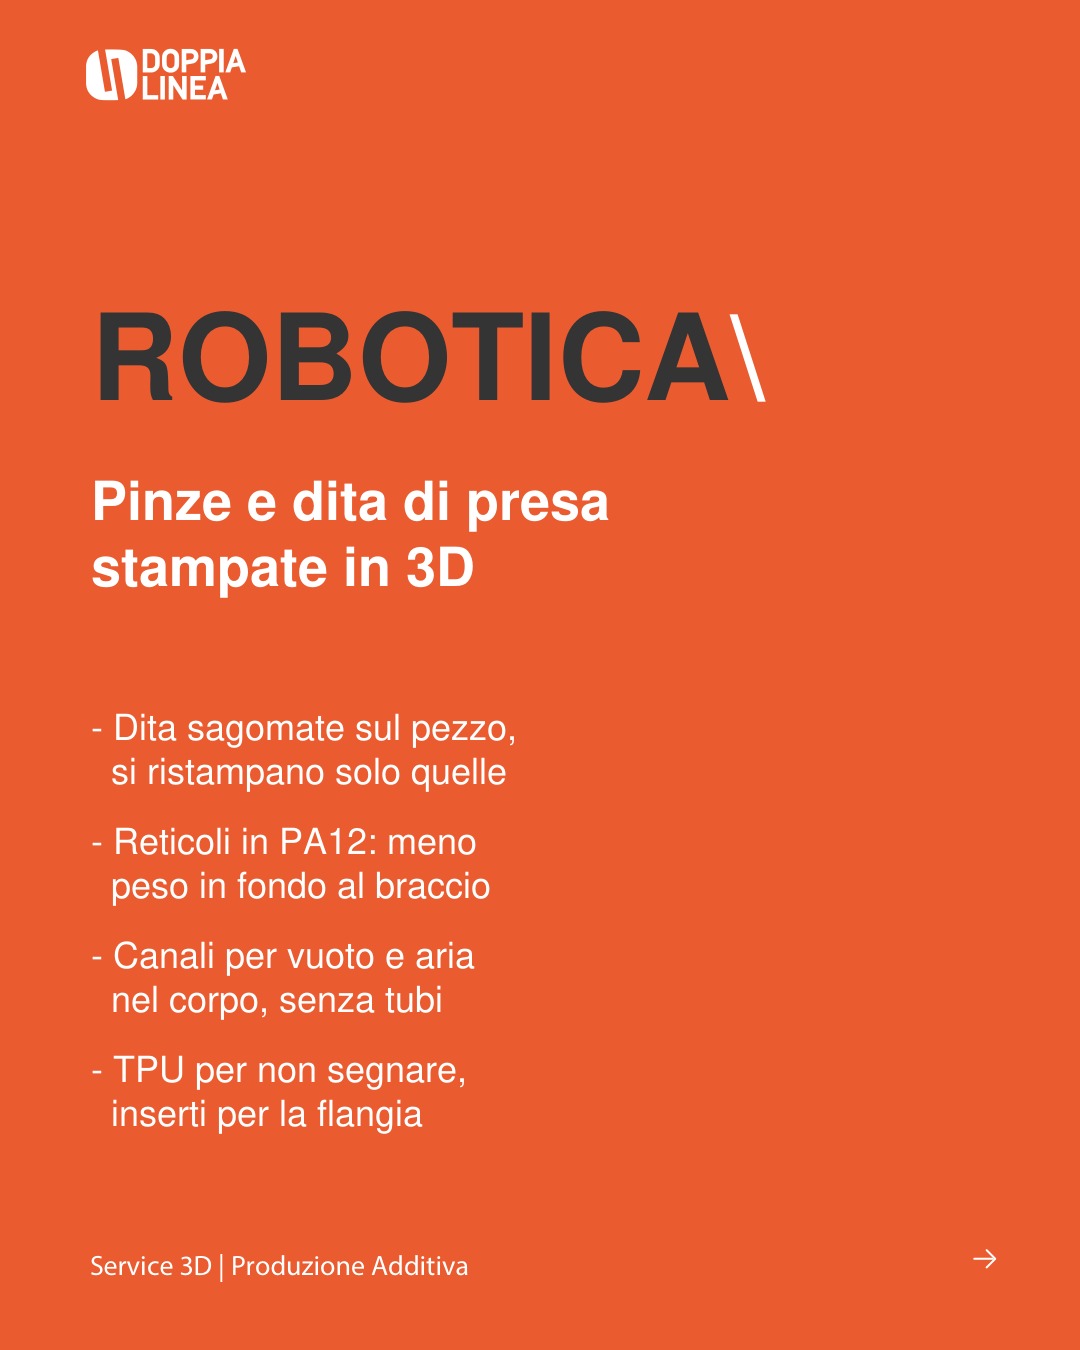 DOPPIA
LINEA
ROBOTICA\
Pinze e dita di presa
stampate in 3D
- Dita sagomate sul pezzo,
si ristampano solo quelle
- Reticoli in PA12: meno
peso in fondo al braccio
- Canali per vuoto e aria
nel corpo, senza tubi
- TPU per non segnare,
inserti per la flangia
Service 3D | Produzione Additiva